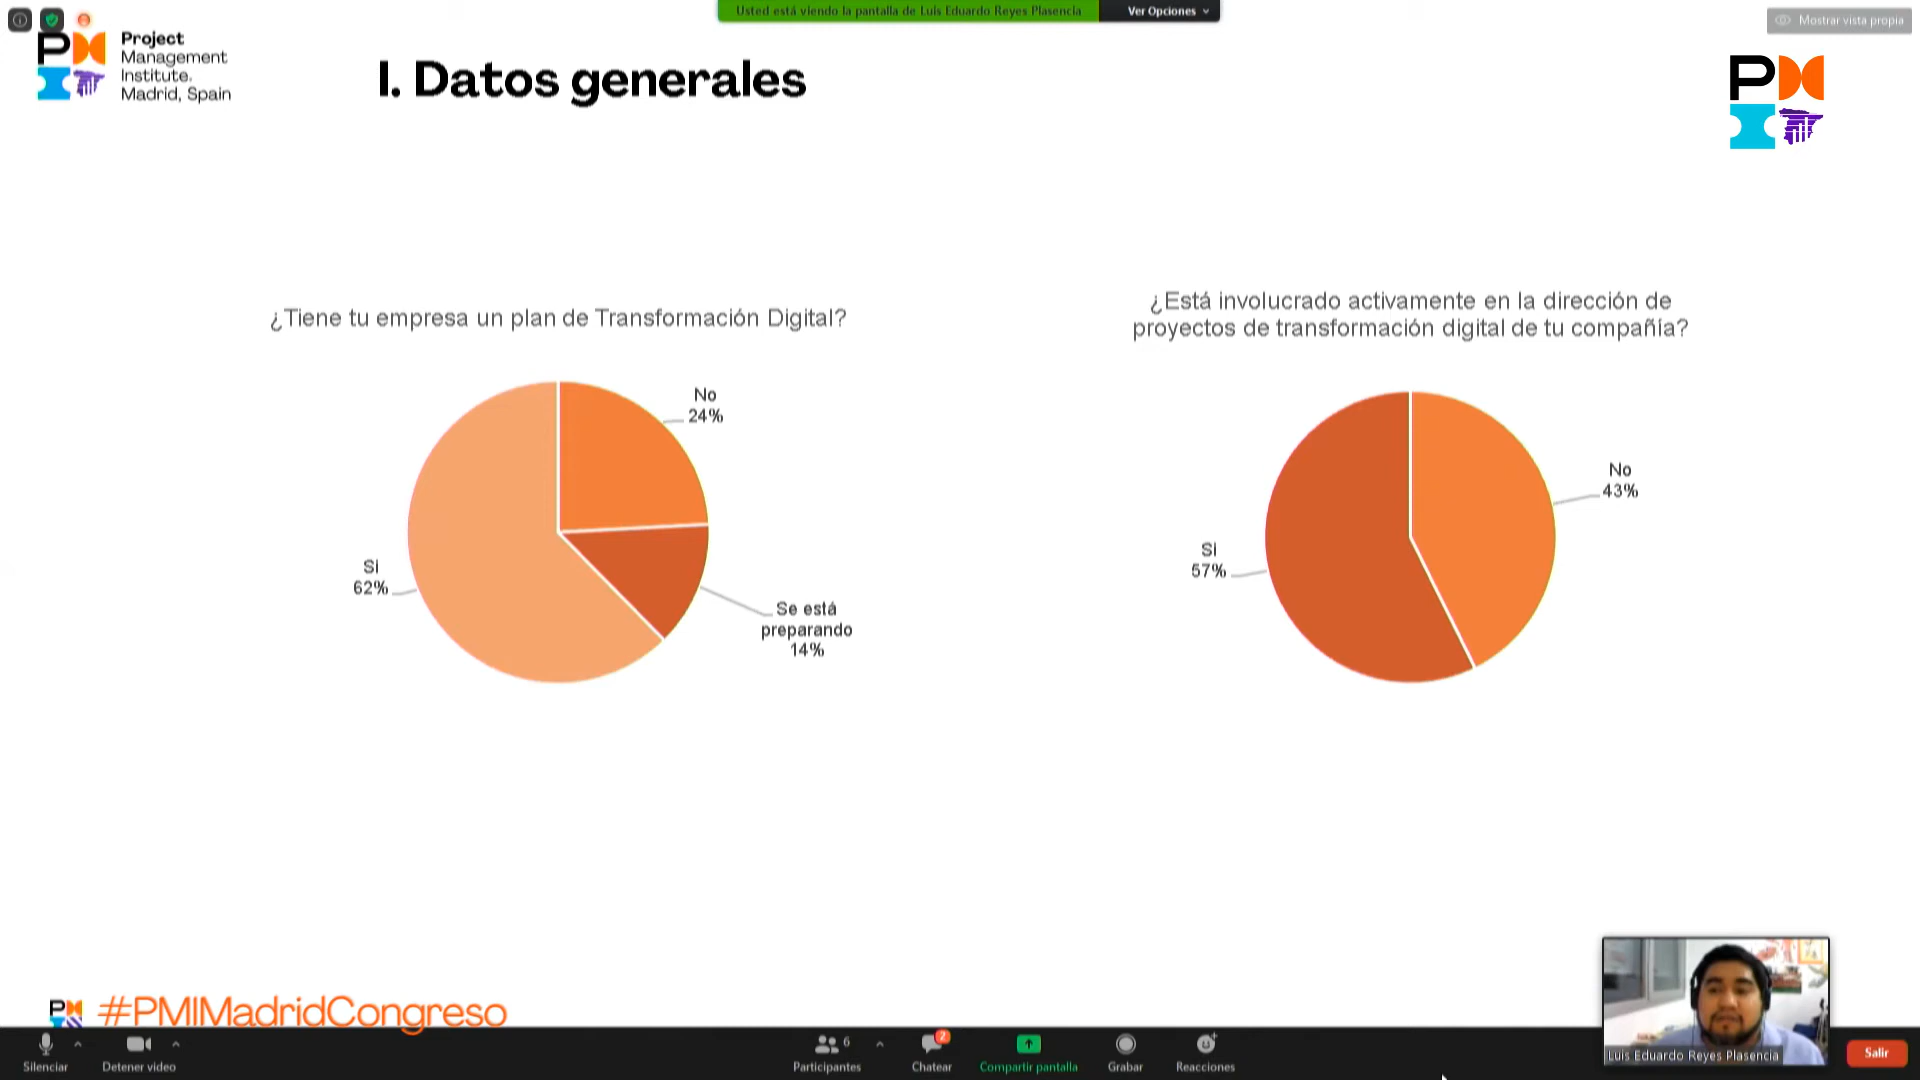 Usted está viendo la pantalla de Luis Eduardo Reyes Plasencia
Ver Opciones
Mostrar vista propia
PMI
Project
Management
Institute.
Madrid, Spain
I. Datos generales
PMI
¿Tiene tu empresa un plan de Transformación Digital?
No
24%
Si
62%
Se está
preparando
14%
¿Está involucrado activamente en la dirección de
proyectos de transformación digital de tu compañía?
No
43%
Si
57%
#PMIMadridCongreso
Luis Eduardo Reyes Plasencia
Silenciar
Detener video
6
Participantes
2
Chatear
Compartir pantalla
Grabar
Reacciones
Salir